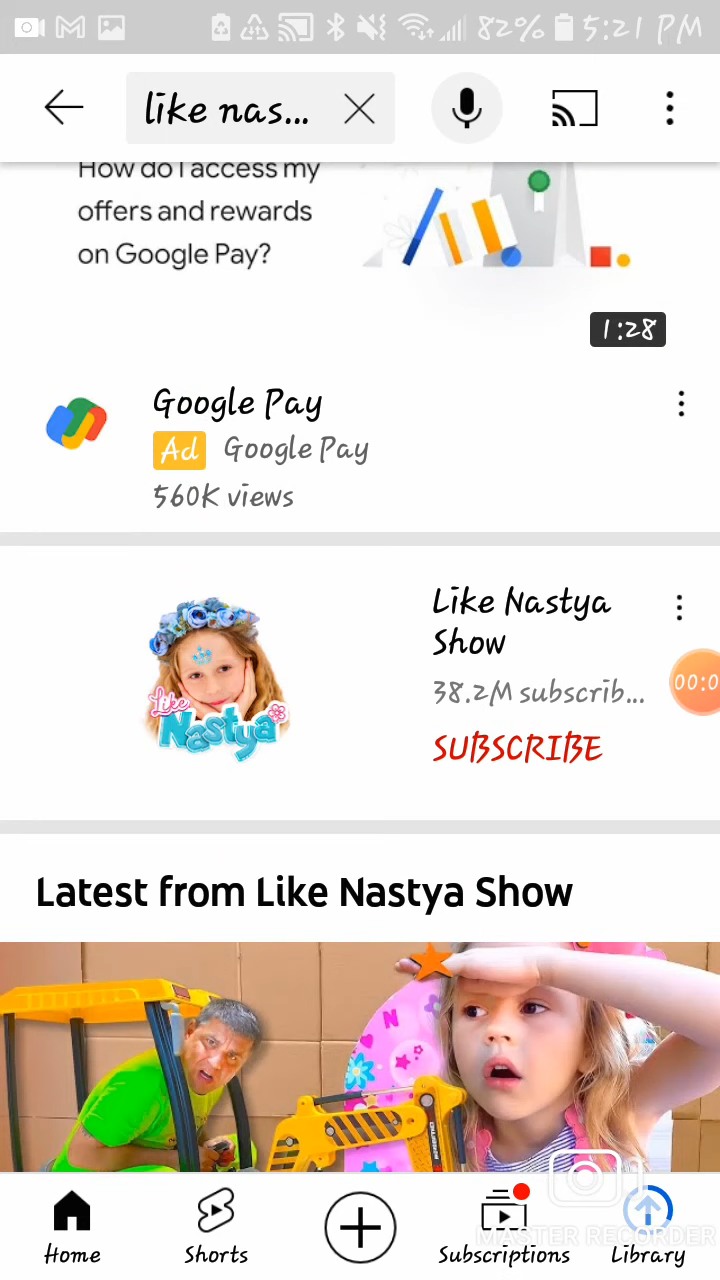 82% 5:21 PM
like nas...
How do I access my
offers and rewards
on Google Pay?
1:28
Google Pay
Ad Google Pay
560K views
Like Nastya
Show
38.2M subscrib...
SUBSCRIBE
Like
Nastya
00:0
Latest from Like Nastya Show
N
Home
Shorts
Subscriptions
Library
MASTER RECORDER